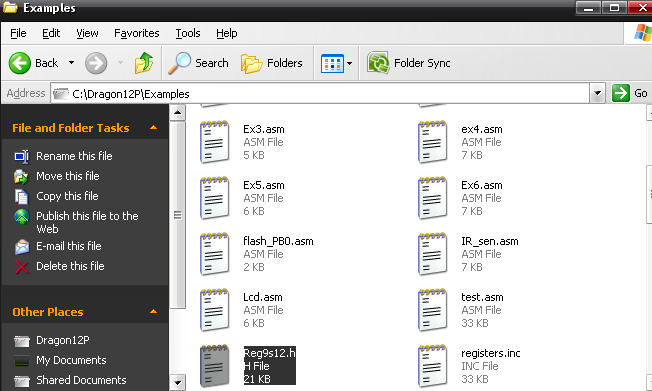 Examples
File Edit View Favorites Tools Help
Back Search Folders Folder Sync
Address C:\Dragon12P\Examples Go
File and Folder Tasks
Rename this file
Move this file
Copy this file
Publish this file to the
Web
E-mail this file
Delete this file
Other Places
Dragon12P
My Documents
Shared Documents
Ex3.asm
ASM File
5 KB
ex4.asm
ASM File
7 KB
Ex5.asm
ASM File
6 KB
Ex6.asm
ASM File
7 KB
flash_PB0.asm
ASM File
2 KB
IR_sen.asm
ASM File
7 KB
Lcd.asm
ASM File
6 KB
test.asm
ASM File
33 KB
Reg9s12.h
H File
21 KB
registers.inc
INC File
33 KB